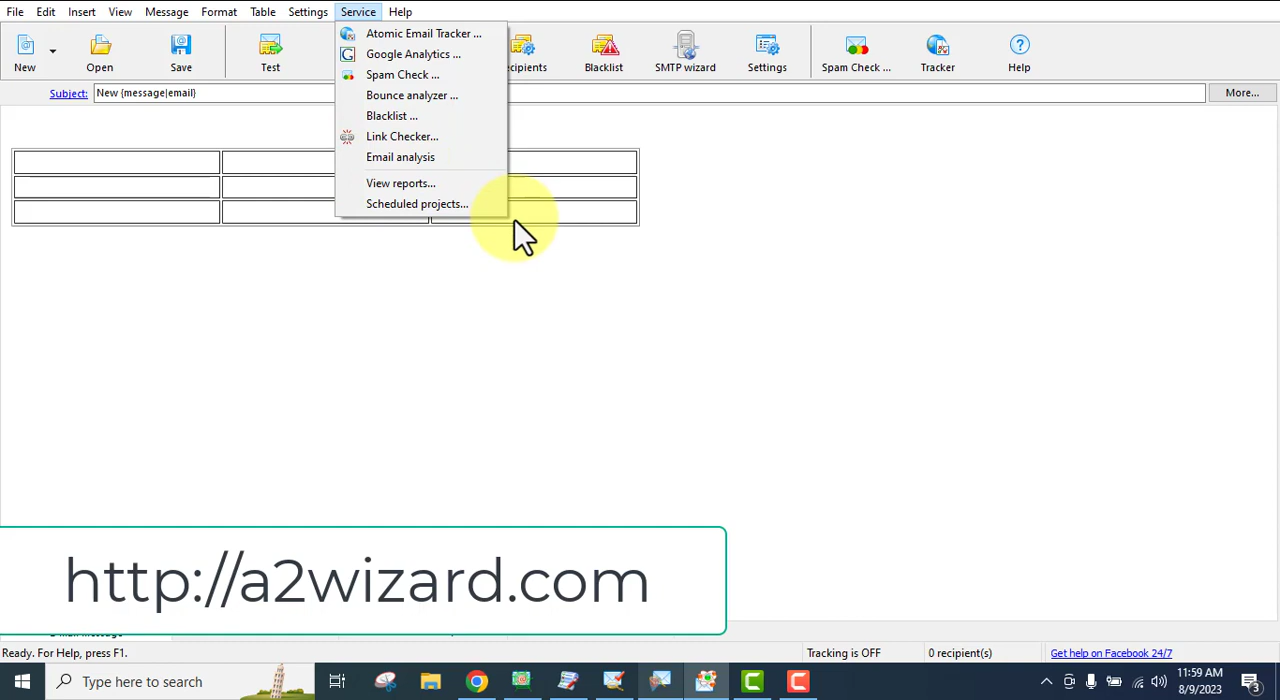 File Edit Insert View Message Format Table Settings Service Help
New Open Save Test Blacklist SMTP wizard Settings Spam Check ... Tracker Help
Subject: New {message|email} More...
Atomic Email Tracker ...
Google Analytics ...
Spam Check ...
Bounce analyzer ...
Blacklist ...
Link Checker...
Email analysis
View reports...
Scheduled projects...
http://a2wizard.com
Ready. For Help, press F1. Tracking is OFF 0 recipient(s) Get help on Facebook 24/7
Type here to search 11:59 AM
8/9/2023 3